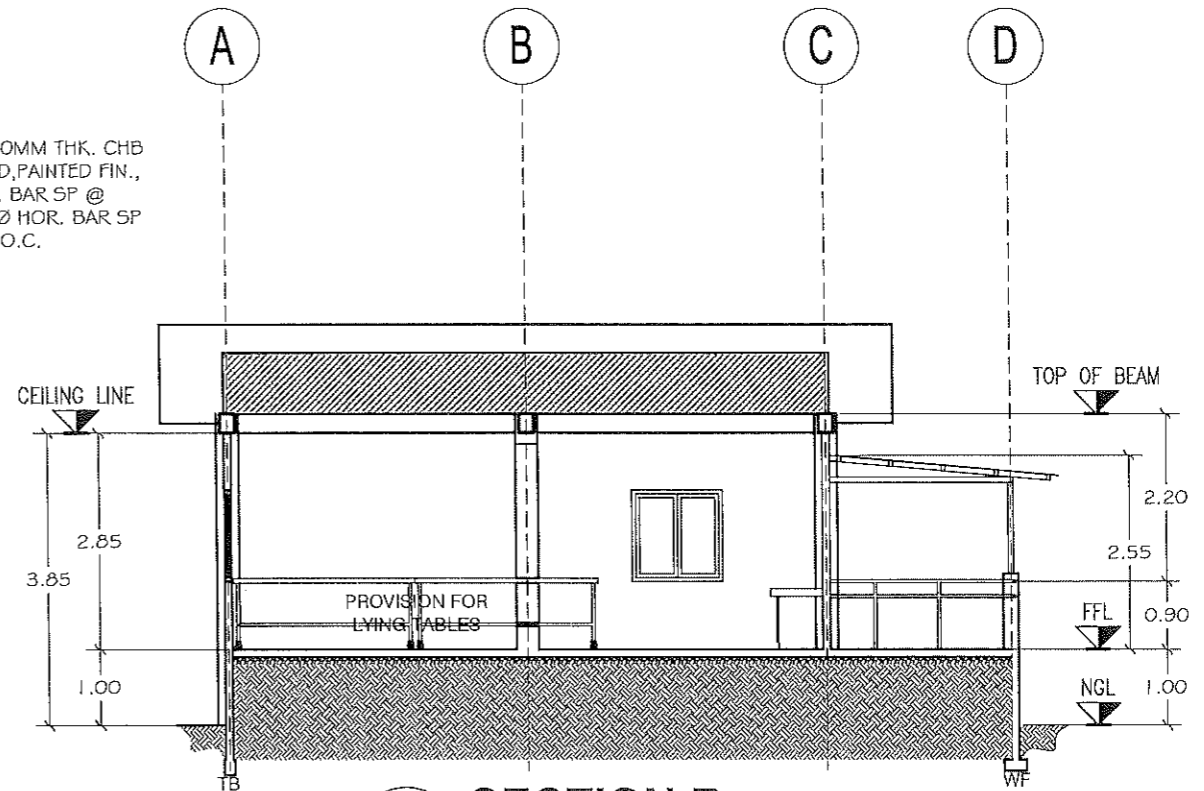 A B C D
0MM THK. CHB
D,PAINTED FIN.,
BAR SP @
Ø HOR. BAR SP
O.C.
CEILING LINE
TOP OF BEAM
2.20
2.85
2.55
3.85
PROVISION FOR
LYING TABLES
FFL
0.90
1.00
NGL
1.00
TB
WF